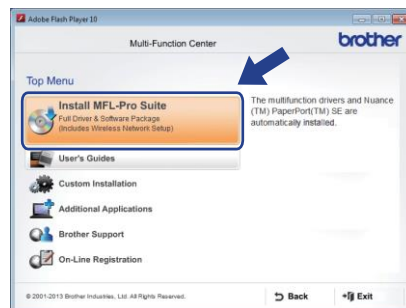 Adobe Flash Player 10
Multi-Function Center
brother
Top Menu
Install MFL-Pro Suite
Full Driver & Software Package
(Includes Wireless Network Setup)
The multifunction drivers and Nuance
(TM) PaperPort(TM) SE are
automatically installed.
User's Guides
Custom Installation
Additional Applications
Brother Support
On-Line Registration
© 2001-2013 Brother Industries, Ltd. All Rights Reserved.
Back
Exit